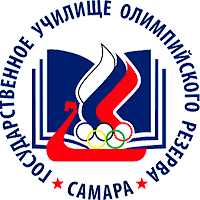 ГОСУДАРСТВЕННОЕ УЧИЛИЩЕ ОЛИМПИЙСКОГО РЕЗЕРВА
САМАРА